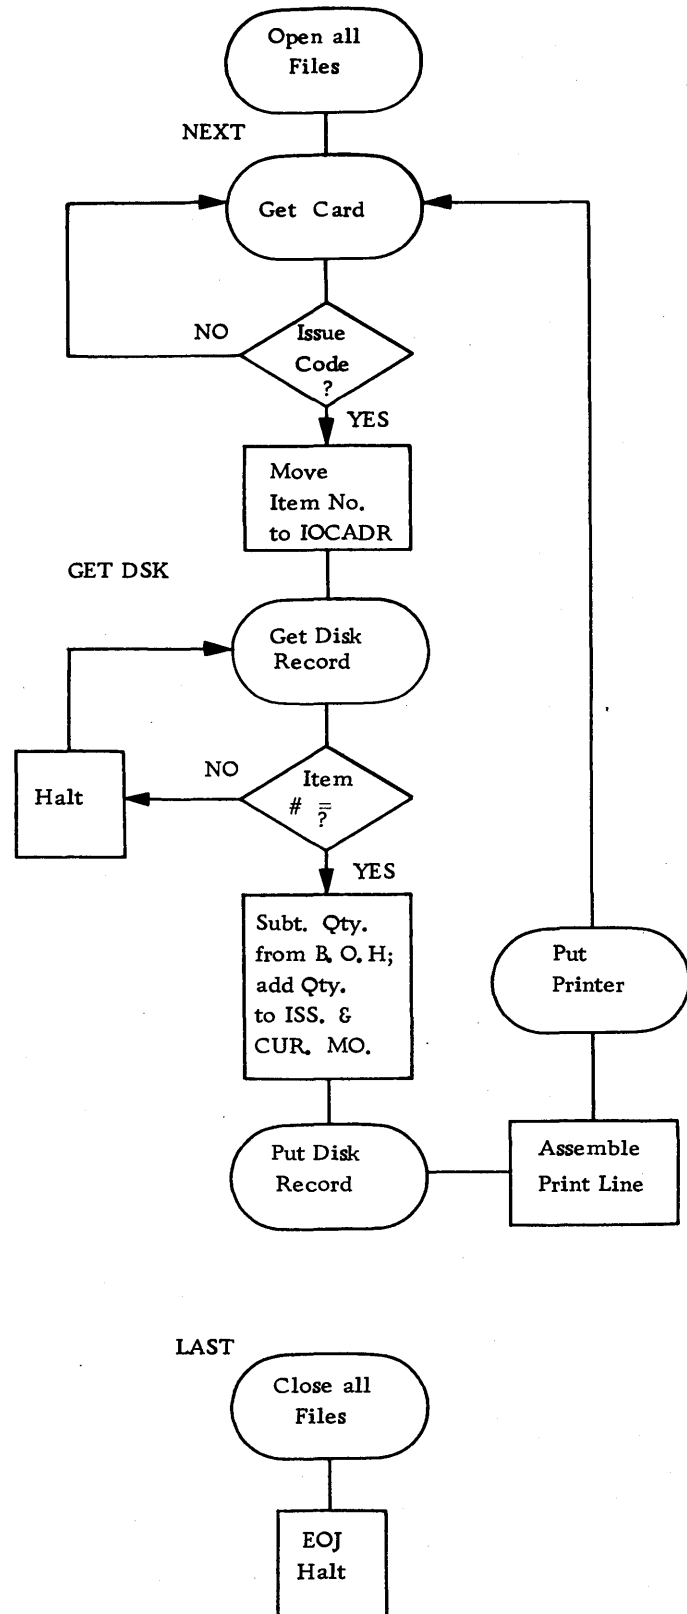 Open all
Files
NEXT
Get Card
NO
Issue
Code
?
YES
Move
Item No.
to IOCADR
GET DSK
Get Disk
Record
NO
Item
# =
?
Halt
YES
Subt. Qty.
from B. O. H;
add Qty.
to ISS. &
CUR. MO.
Put
Printer
Put Disk
Record
Assemble
Print Line
LAST
Close all
Files
EOJ
Halt